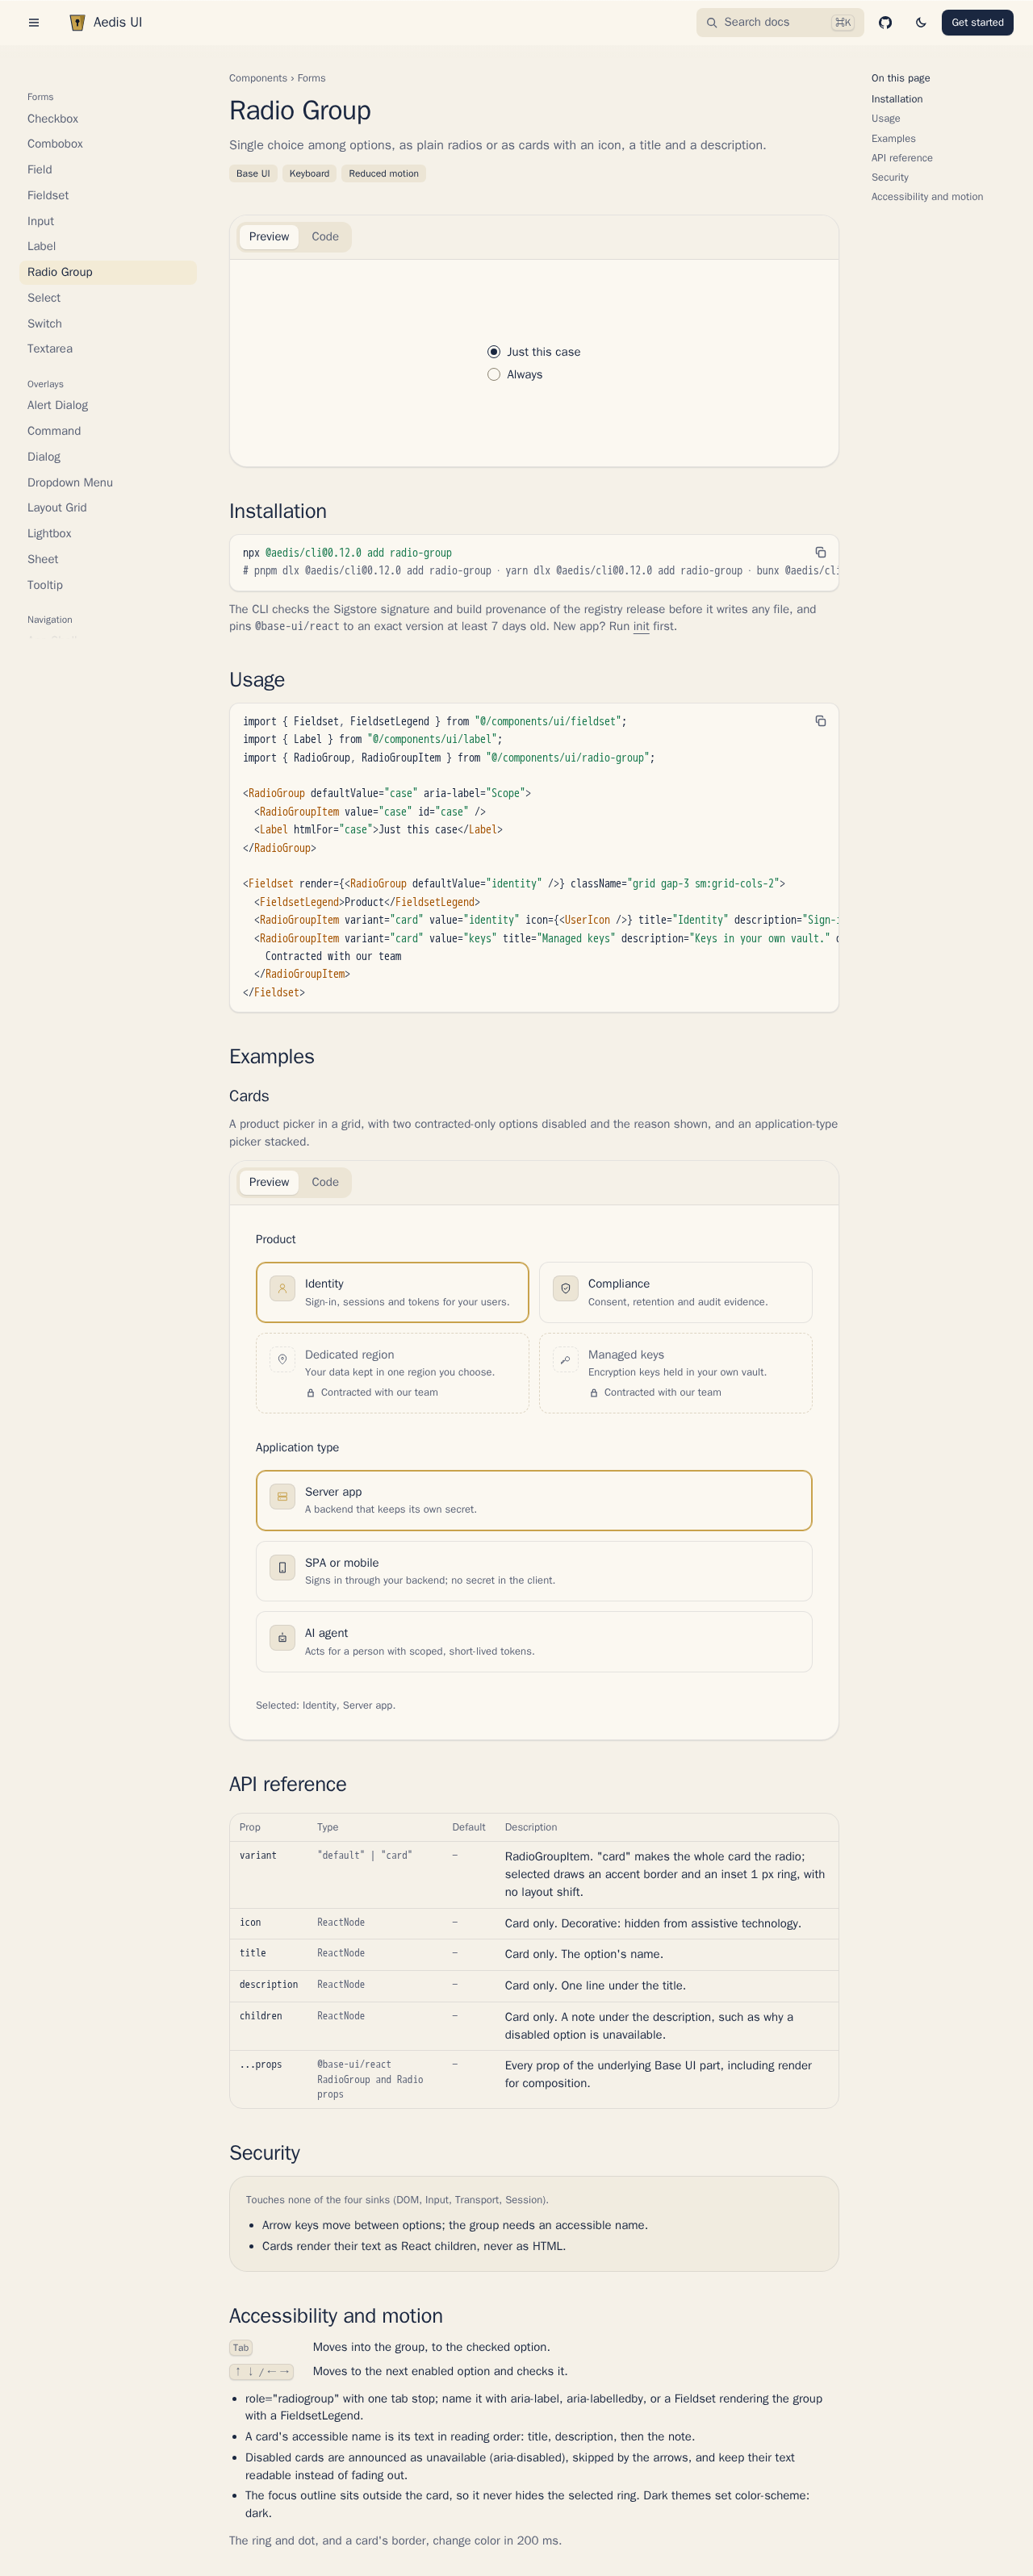 Aedis UI
Search docs
⌘K
Get started
Forms
Checkbox
Combobox
Field
Fieldset
Input
Label
Radio Group
Select
Switch
Textarea
Overlays
Alert Dialog
Command
Dialog
Dropdown Menu
Layout Grid
Lightbox
Sheet
Tooltip
Navigation
Components › Forms
Radio Group
Single choice among options, as plain radios or as cards with an icon, a title and a description.
Base UI
Keyboard
Reduced motion
Preview
Code
Just this case
Always
Installation
npx @aedis/cli@0.12.0 add radio-group
# pnpm dlx @aedis/cli@0.12.0 add radio-group · yarn dlx @aedis/cli@0.12.0 add radio-group · bunx @aedis/cli
The CLI checks the Sigstore signature and build provenance of the registry release before it writes any file, and
pins @base-ui/react to an exact version at least 7 days old. New app? Run init first.
Usage
import { Fieldset, FieldsetLegend } from "@/components/ui/fieldset";
import { Label } from "@/components/ui/label";
import { RadioGroup, RadioGroupItem } from "@/components/ui/radio-group";
<RadioGroup defaultValue="case" aria-label="Scope">
  <RadioGroupItem value="case" id="case" />
  <Label htmlFor="case">Just this case</Label>
</RadioGroup>
<Fieldset render={<RadioGroup defaultValue="identity" />} className="grid gap-3 sm:grid-cols-2">
  <FieldsetLegend>Product</FieldsetLegend>
  <RadioGroupItem variant="card" value="identity" icon={<UserIcon />} title="Identity" description="Sign-i
  <RadioGroupItem variant="card" value="keys" title="Managed keys" description="Keys in your own vault."
    Contracted with our team
  </RadioGroupItem>
</Fieldset>
Examples
Cards
A product picker in a grid, with two contracted-only options disabled and the reason shown, and an application-type
picker stacked.
Preview
Code
Product
Identity
Sign-in, sessions and tokens for your users.
Compliance
Consent, retention and audit evidence.
Dedicated region
Your data kept in one region you choose.
Contracted with our team
Managed keys
Encryption keys held in your own vault.
Contracted with our team
Application type
Server app
A backend that keeps its own secret.
SPA or mobile
Signs in through your backend; no secret in the client.
AI agent
Acts for a person with scoped, short-lived tokens.
Selected: Identity, Server app.
API reference
Prop Type Default Description
variant "default" | "card" — RadioGroupItem. "card" makes the whole card the radio;
selected draws an accent border and an inset 1 px ring, with
no layout shift.
icon ReactNode — Card only. Decorative: hidden from assistive technology.
title ReactNode — Card only. The option's name.
description ReactNode — Card only. One line under the title.
children ReactNode — Card only. A note under the description, such as why a
disabled option is unavailable.
...props @base-ui/react — Every prop of the underlying Base UI part, including render
RadioGroup and Radio for composition.
props
Security
Touches none of the four sinks (DOM, Input, Transport, Session).
• Arrow keys move between options; the group needs an accessible name.
• Cards render their text as React children, never as HTML.
Accessibility and motion
Tab Moves into the group, to the checked option.
↑ ↓ / ← → Moves to the next enabled option and checks it.
• role="radiogroup" with one tab stop; name it with aria-label, aria-labelledby, or a Fieldset rendering the group
with a FieldsetLegend.
• A card's accessible name is its text in reading order: title, description, then the note.
• Disabled cards are announced as unavailable (aria-disabled), skipped by the arrows, and keep their text
readable instead of fading out.
• The focus outline sits outside the card, so it never hides the selected ring. Dark themes set color-scheme:
dark.
The ring and dot, and a card's border, change color in 200 ms.
On this page
Installation
Usage
Examples
API reference
Security
Accessibility and motion